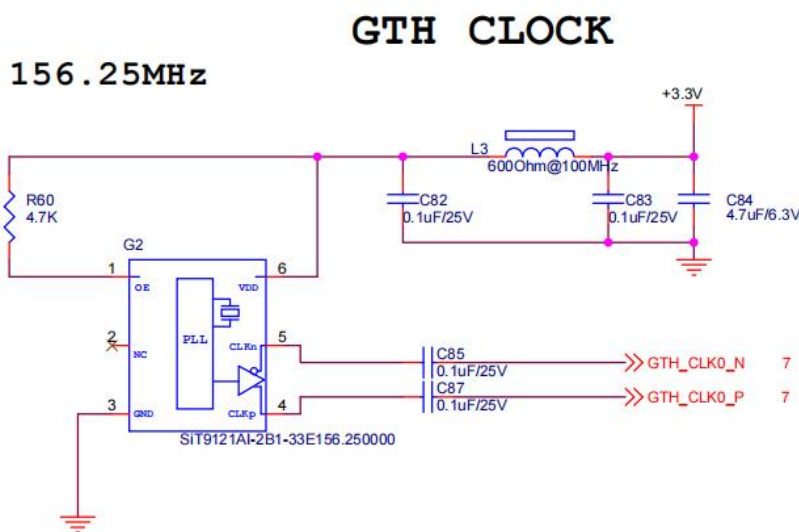 GTH CLOCK
156.25MHz
+3.3V
L3
600Ohm@100MHz
R60
4.7K
C82
0.1uF/25V
C83
0.1uF/25V
C84
4.7uF/6.3V
G2
1
OE
6
VDD
2
NC
PLL
5
CLKn
3
GND
4
CLKp
SiT9121AI-2B1-33E156.250000
C85
0.1uF/25V
GTH_CLK0_N 7
C87
0.1uF/25V
GTH_CLK0_P 7